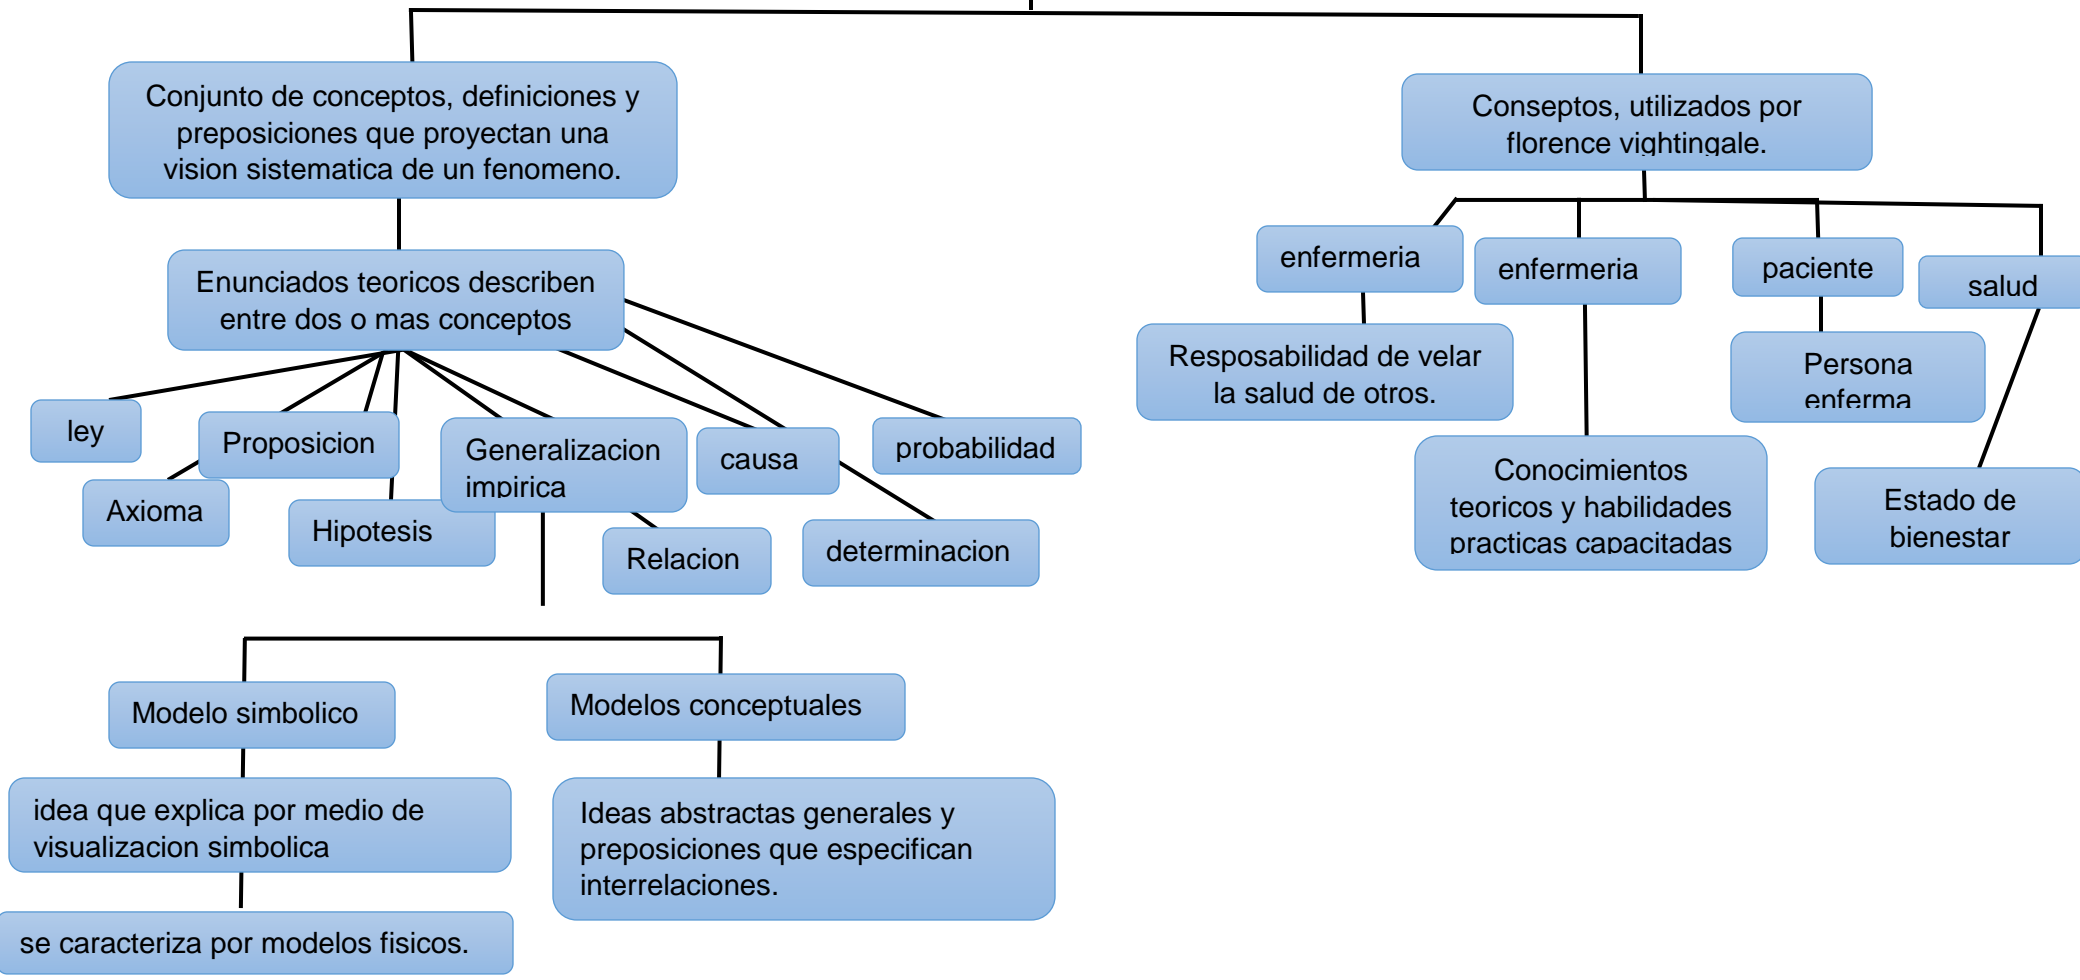 Conjunto de conceptos, definiciones y
preposiciones que proyectan una
vision sistematica de un fenomeno.
Conseptos, utilizados por
florence vightingale.
Enunciados teoricos describen
entre dos o mas conceptos
enfermeria
enfermeria
paciente
salud
Resposabilidad de velar
la salud de otros.
Persona
enferma
ley
Proposicion
Generalizacion
impirica
causa
probabilidad
Axioma
Hipotesis
Relacion
determinacion
Conocimientos
teoricos y habilidades
practicas capacitadas
Estado de
bienestar
Modelo simbolico
Modelos conceptuales
idea que explica por medio de
visualizacion simbolica
Ideas abstractas generales y
preposiciones que especifican
interrelaciones.
se caracteriza por modelos fisicos.